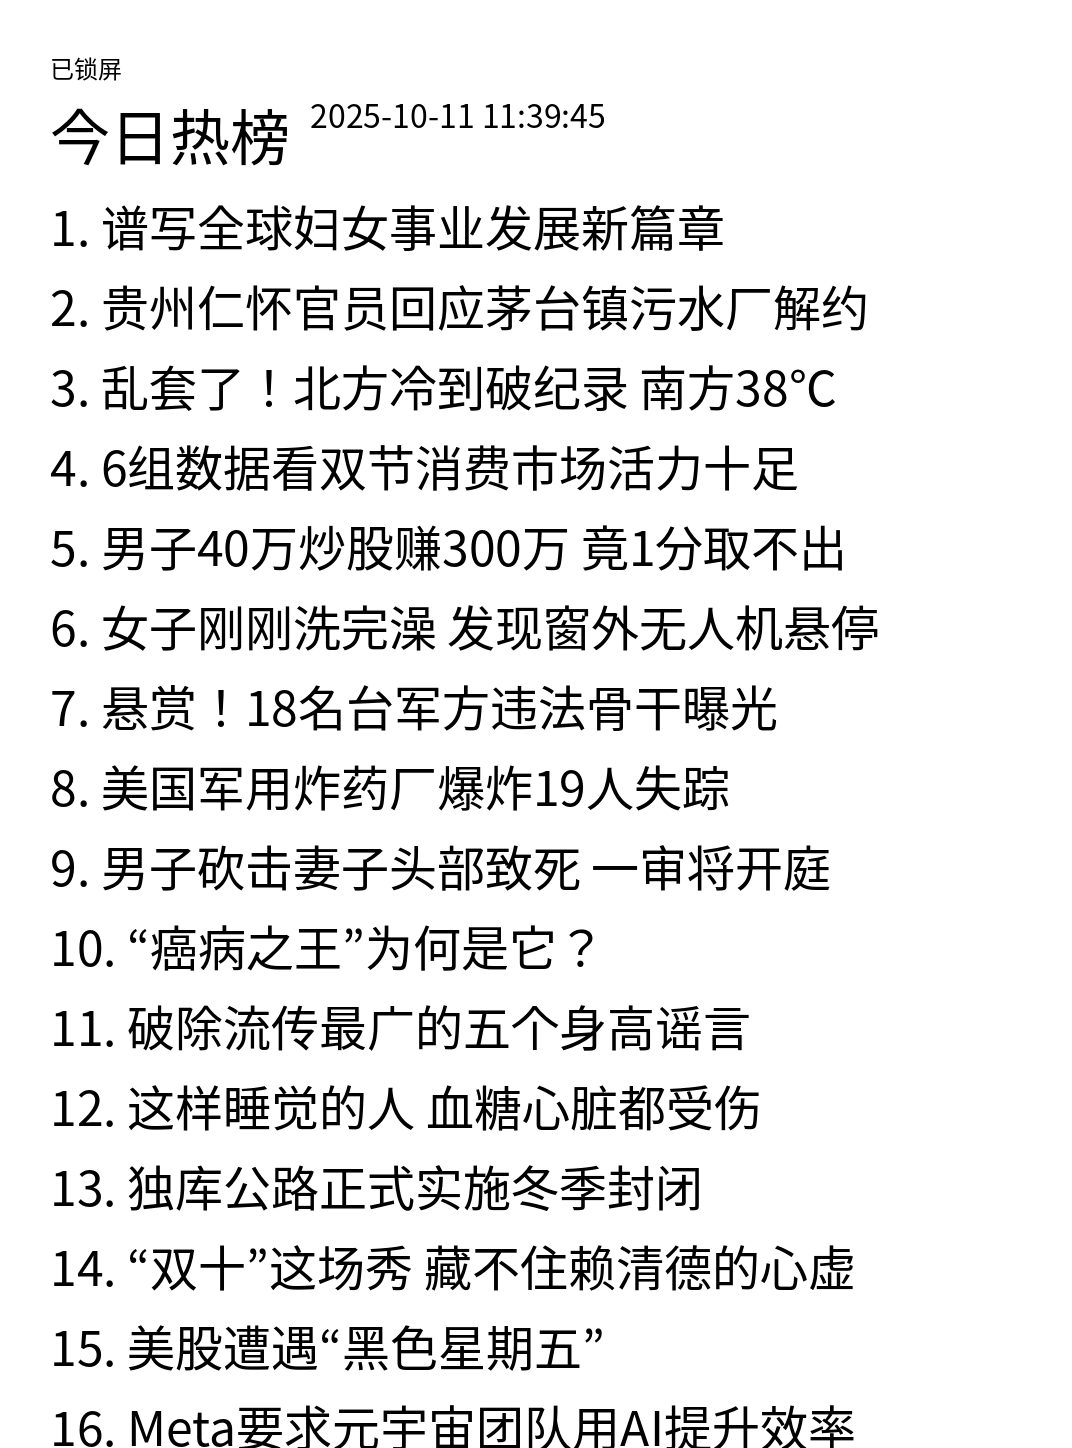 已锁屏
今日热榜 2025-10-11 11:39:45
1. 谱写全球妇女事业发展新篇章
2. 贵州仁怀官员回应茅台镇污水厂解约
3. 乱套了！北方冷到破纪录 南方38℃
4. 6组数据看双节消费市场活力十足
5. 男子40万炒股赚300万 竟1分取不出
6. 女子刚刚洗完澡 发现窗外无人机悬停
7. 悬赏！18名台军方违法骨干曝光
8. 美国军用炸药厂爆炸19人失踪
9. 男子砍击妻子头部致死 一审将开庭
10. “癌病之王”为何是它？
11. 破除流传最广的五个身高谣言
12. 这样睡觉的人 血糖心脏都受伤
13. 独库公路正式实施冬季封闭
14. “双十”这场秀 藏不住赖清德的心虚
15. 美股遭遇“黑色星期五”
16. Meta要求元宇宙团队用AI提升效率